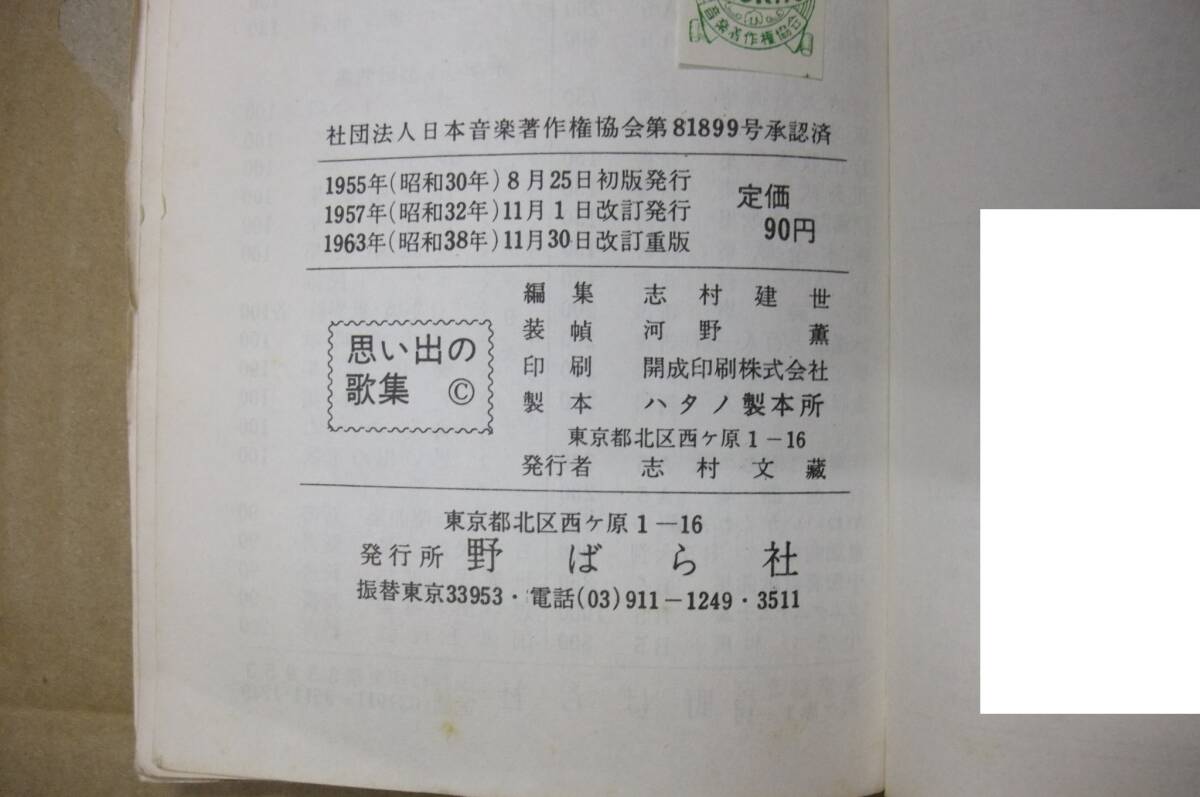 音楽著作権協会
社団法人日本音楽著作権協会第81899号承認済
1955年(昭和30年)8月25日初版発行
1957年(昭和32年)11月1日改訂発行
1963年(昭和38年)11月30日改訂重版
定価
90円
思い出の
歌集 ©
編集 志村建世
装幀 河野薫
印刷 開成印刷株式会社
製本 ハタノ製本所
東京都北区西ケ原1-16
発行者 志村文藏
東京都北区西ケ原1-16
発行所 野ばら社
振替東京33953・電話(03)911-1249・3511